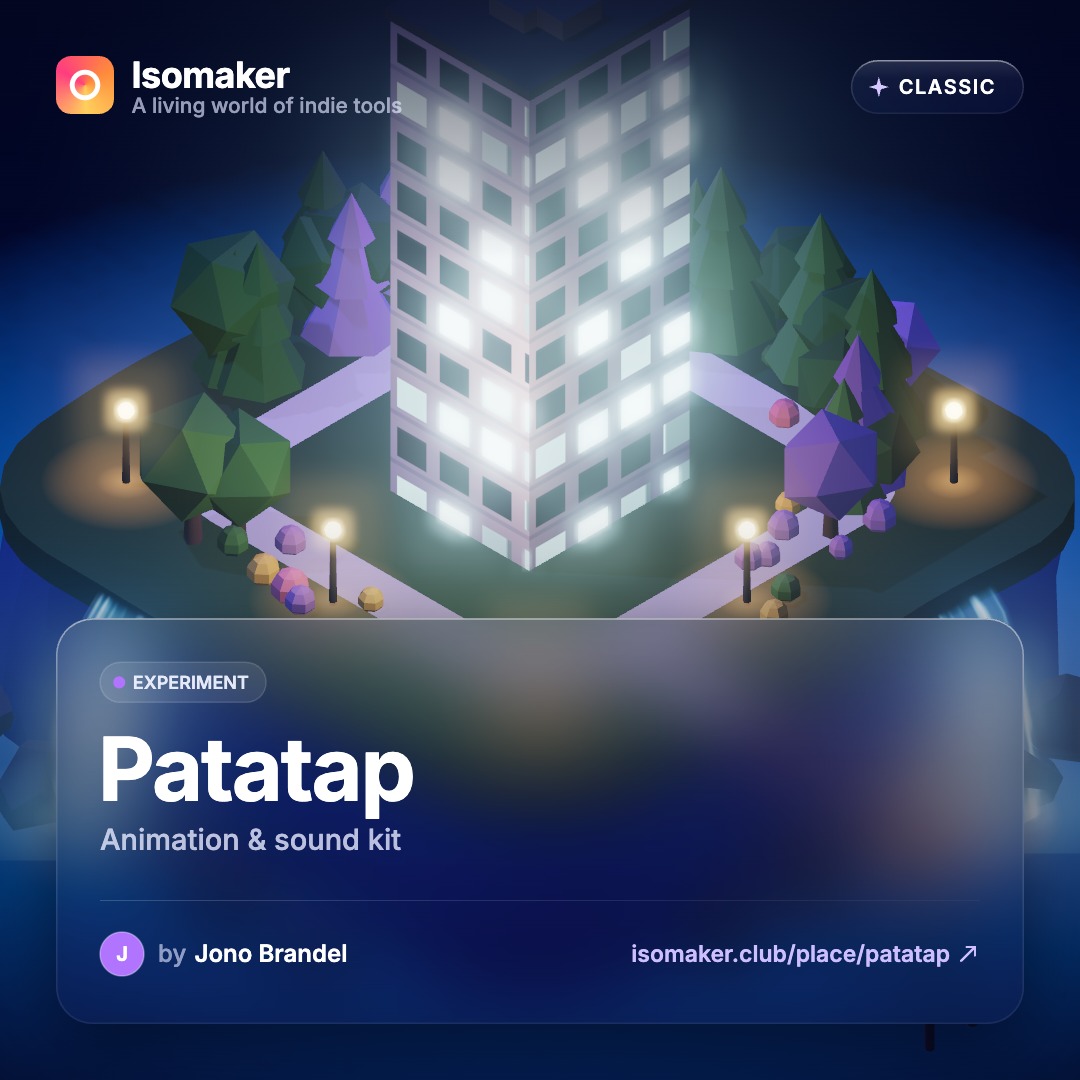 Isomaker
A living world of indie tools
CLASSIC
EXPERIMENT
Patatap
Animation & sound kit
J by Jono Brandel
isomaker.club/place/patatap ↗